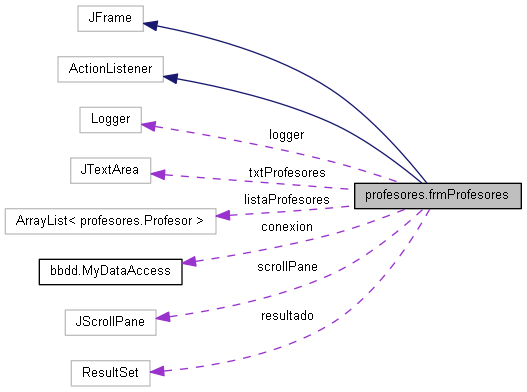 JFrame
ActionListener
Logger
logger
JTextArea
txtProfesores
profesores.frmProfesores
listaProfesores
ArrayList< profesores.Profesor >
conexion
bbdd.MyDataAccess
scrollPane
JScrollPane
resultado
ResultSet